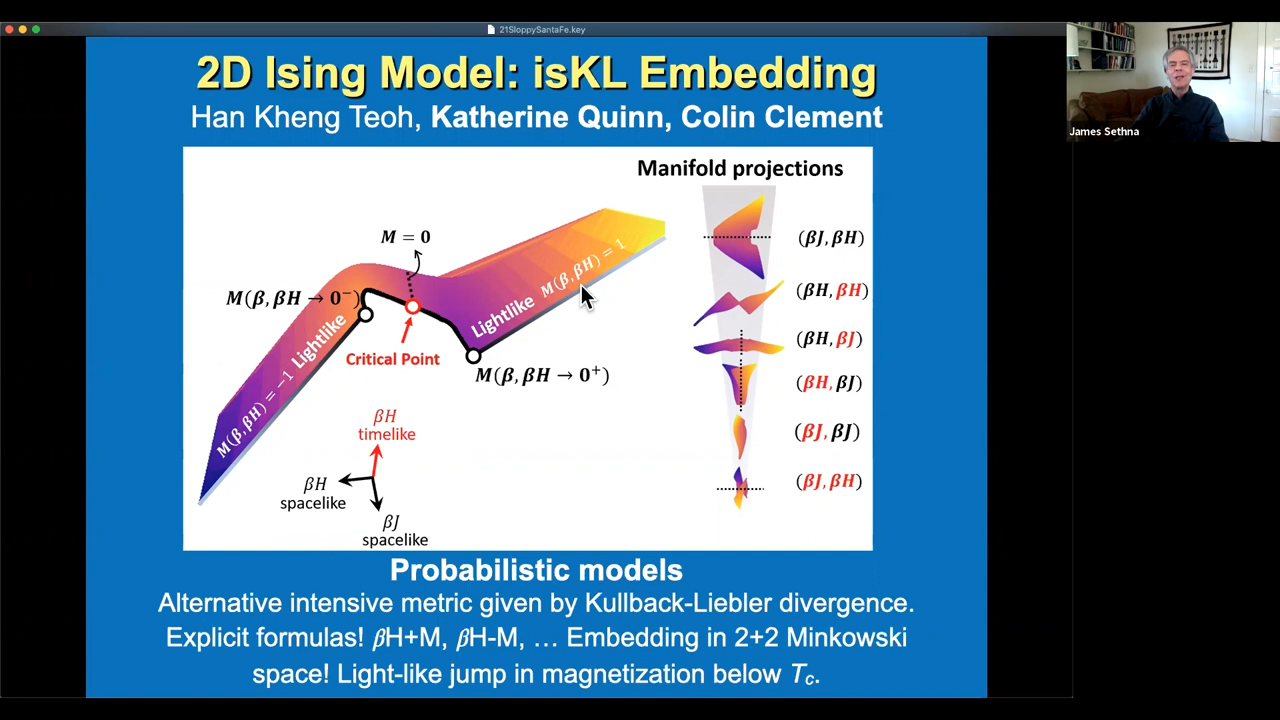 21SloppySantaFe.key
2D Ising Model: isKL Embedding
Han Kheng Teoh, Katherine Quinn, Colin Clement
James Sethna
Manifold projections
M = 0
M(β, βH → 0⁻)
Critical Point
M(β, βH → 0⁺)
M(β, βH) = −1 Lightlike
Lightlike M(β, βH) = 1
βH
timelike
βH
spacelike
βJ
spacelike
(βJ, βH)
(βH, βH)
(βH, βJ)
(βH, βJ)
(βJ, βJ)
(βJ, βH)
Probabilistic models
Alternative intensive metric given by Kullback-Liebler divergence.
Explicit formulas! βH+M, βH-M, … Embedding in 2+2 Minkowski
space! Light-like jump in magnetization below Tc.